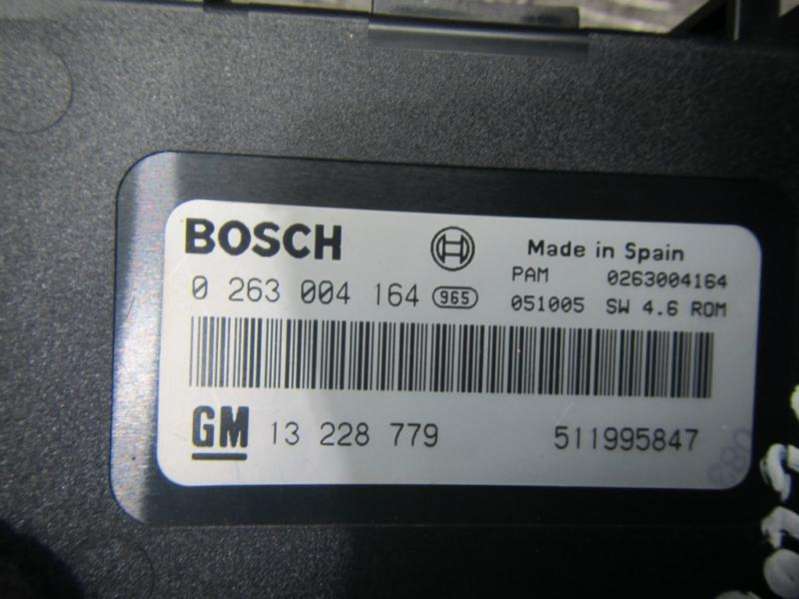 BOSCH Made in Spain
PAM 0263004164
0 263 004 164 965 051005 SW 4.6 ROM
GM 13 228 779 511995847